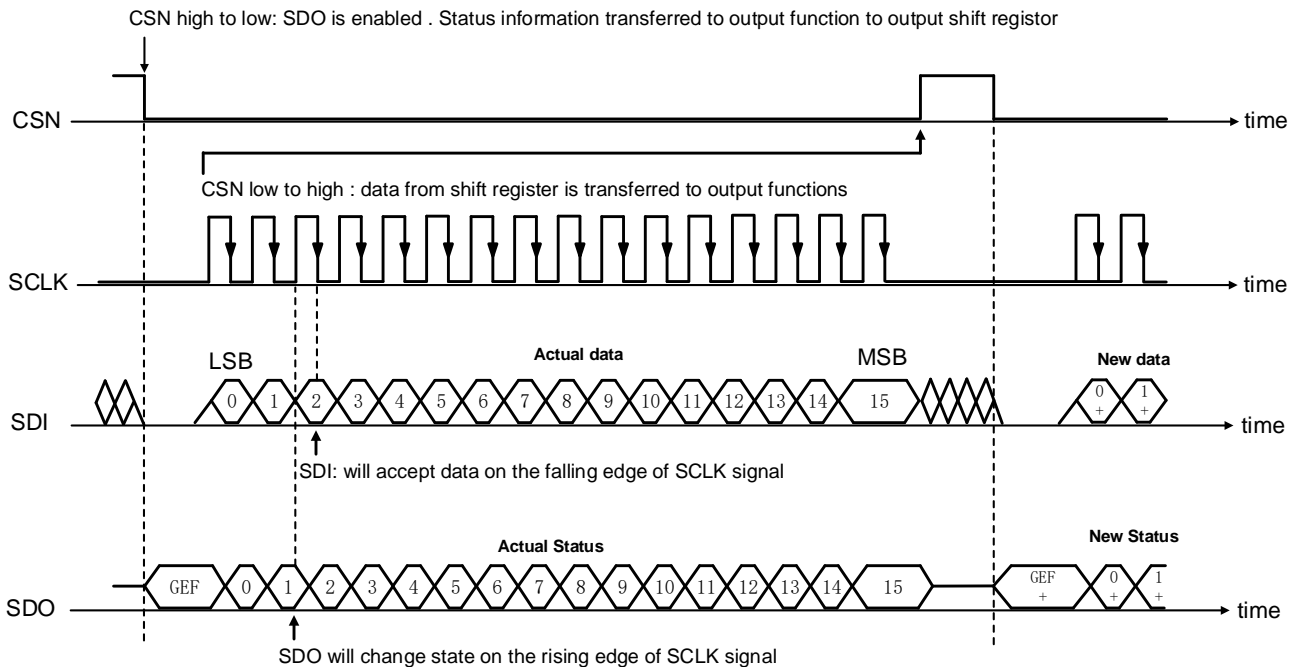 CSN high to low: SDO is enabled . Status information transferred to output function to output shift registor
CSN
time
CSN low to high : data from shift register is transferred to output functions
SCLK
time
LSB
Actual data
MSB
New data
0 1 2 3 4 5 6 7 8 9 10 11 12 13 14 15 0+ 1+
SDI
time
SDI: will accept data on the falling edge of SCLK signal
Actual Status
New Status
GEF 0 1 2 3 4 5 6 7 8 9 10 11 12 13 14 15 GEF+ 0+ 1+
SDO
time
SDO will change state on the rising edge of SCLK signal